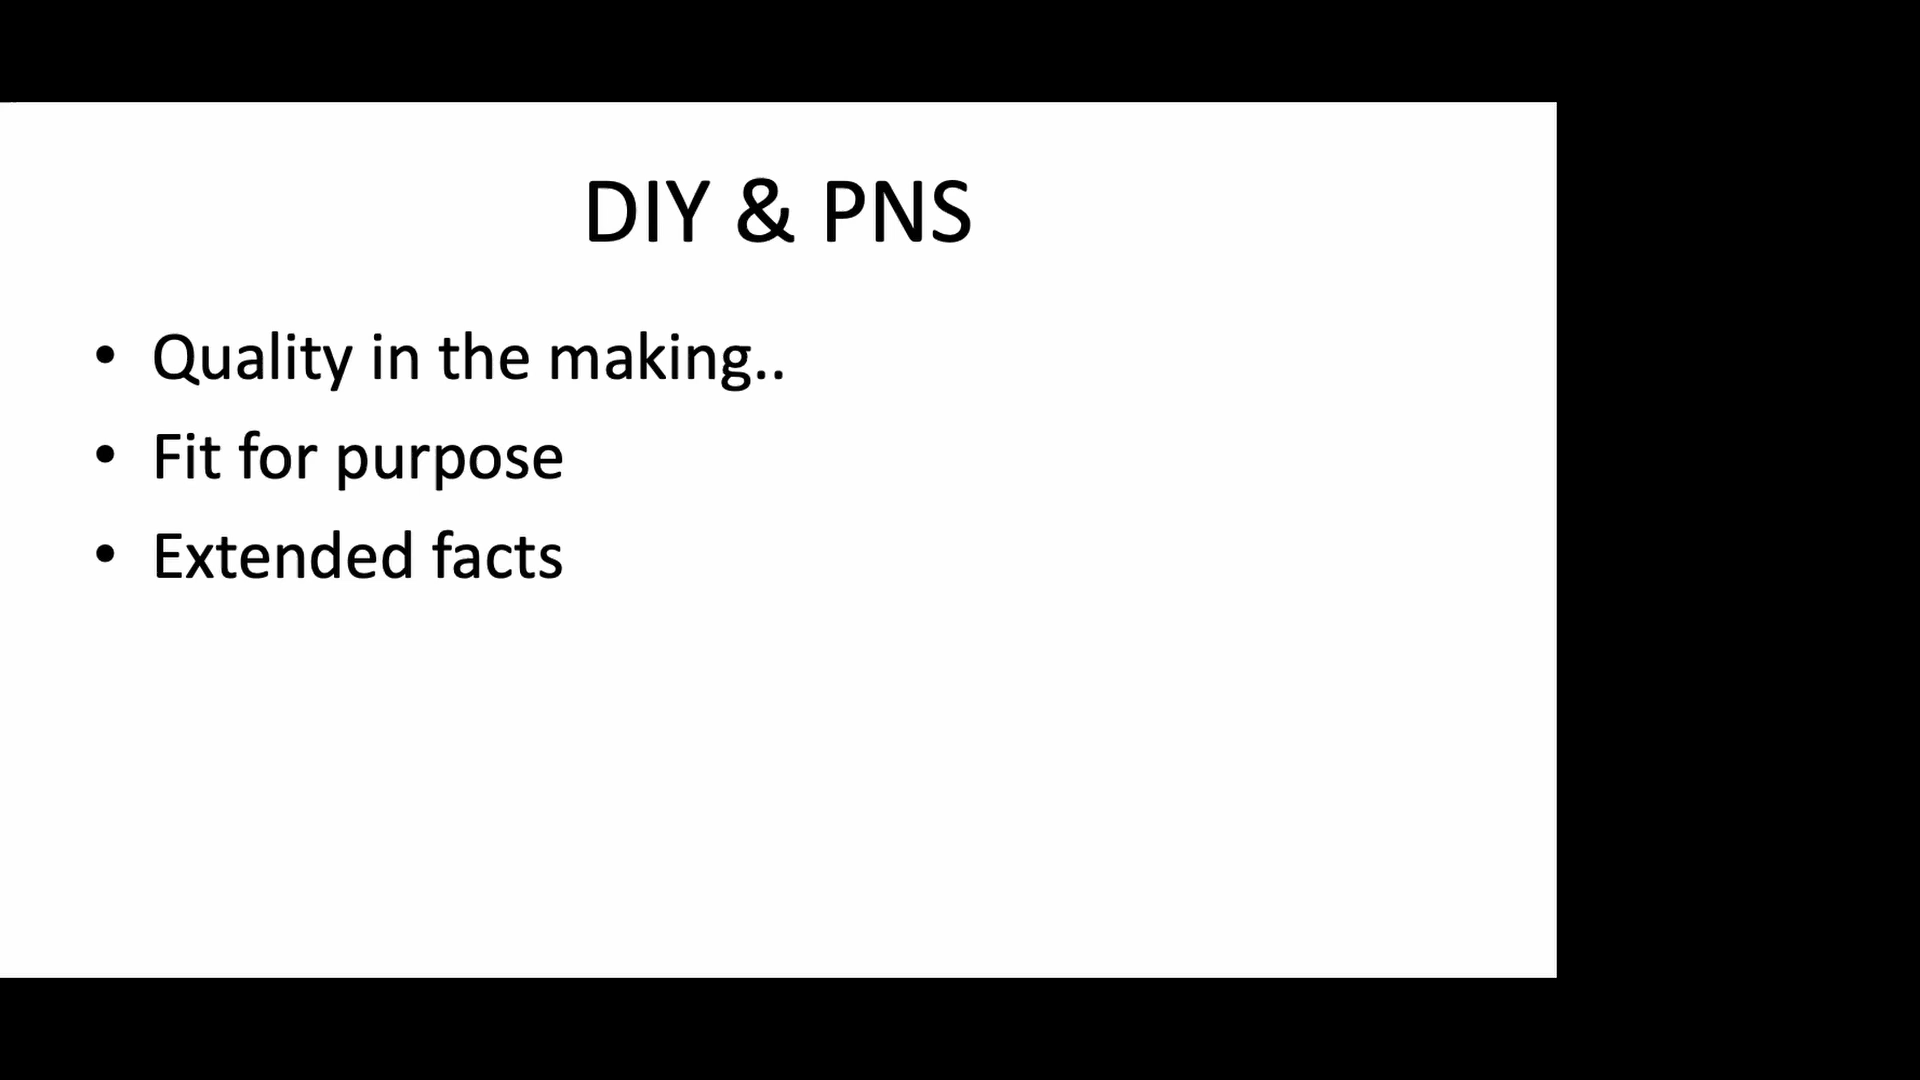 DIY & PNS
• Quality in the making..
• Fit for purpose
• Extended facts